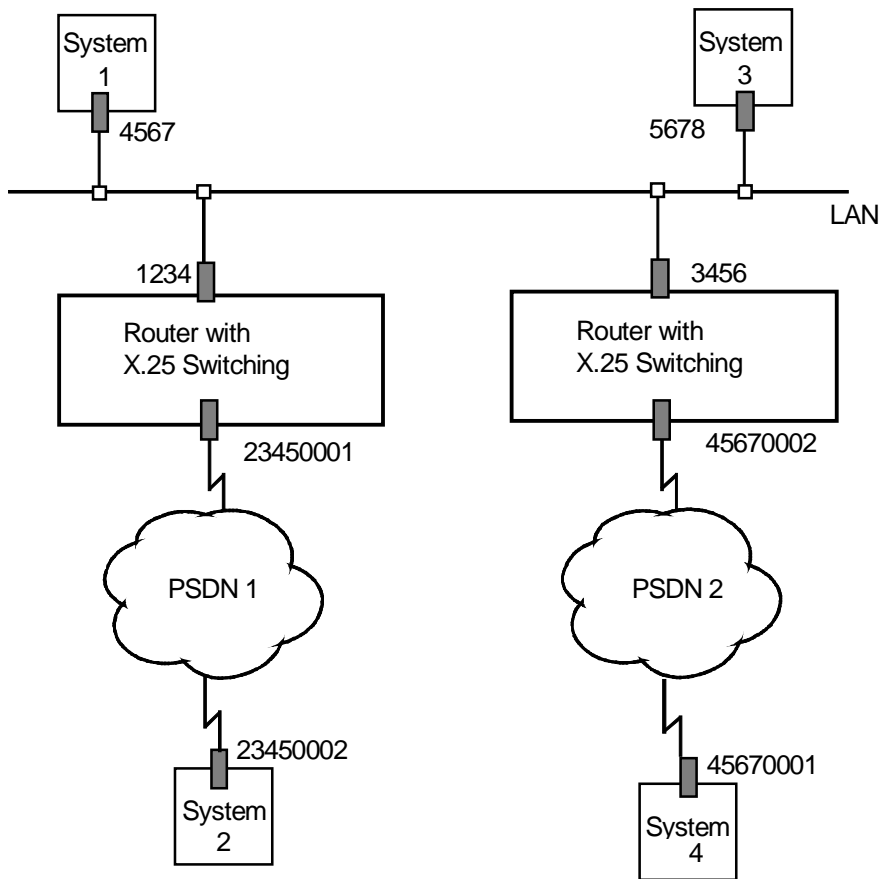 System
1
System
3
4567
5678
LAN
1234
3456
Router with
X.25 Switching
Router with
X.25 Switching
23450001
45670002
PSDN 1
PSDN 2
23450002
45670001
System
2
System
4